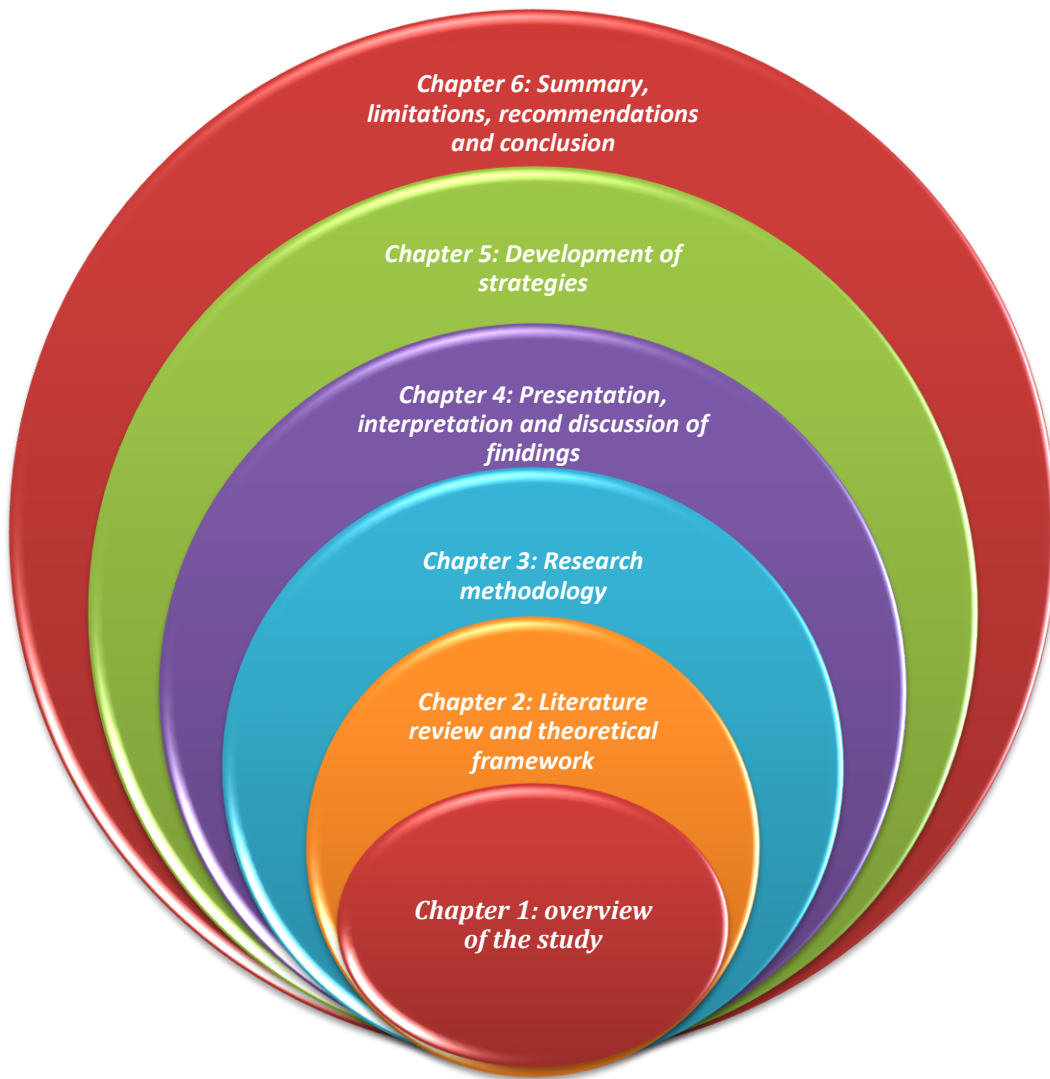 Chapter 6: Summary,
limitations, recommendations
and conclusion
Chapter 5: Development of
strategies
Chapter 4: Presentation,
interpretation and discussion of
finidings
Chapter 3: Research
methodology
Chapter 2: Literature
review and theoretical
framework
Chapter 1: overview
of the study